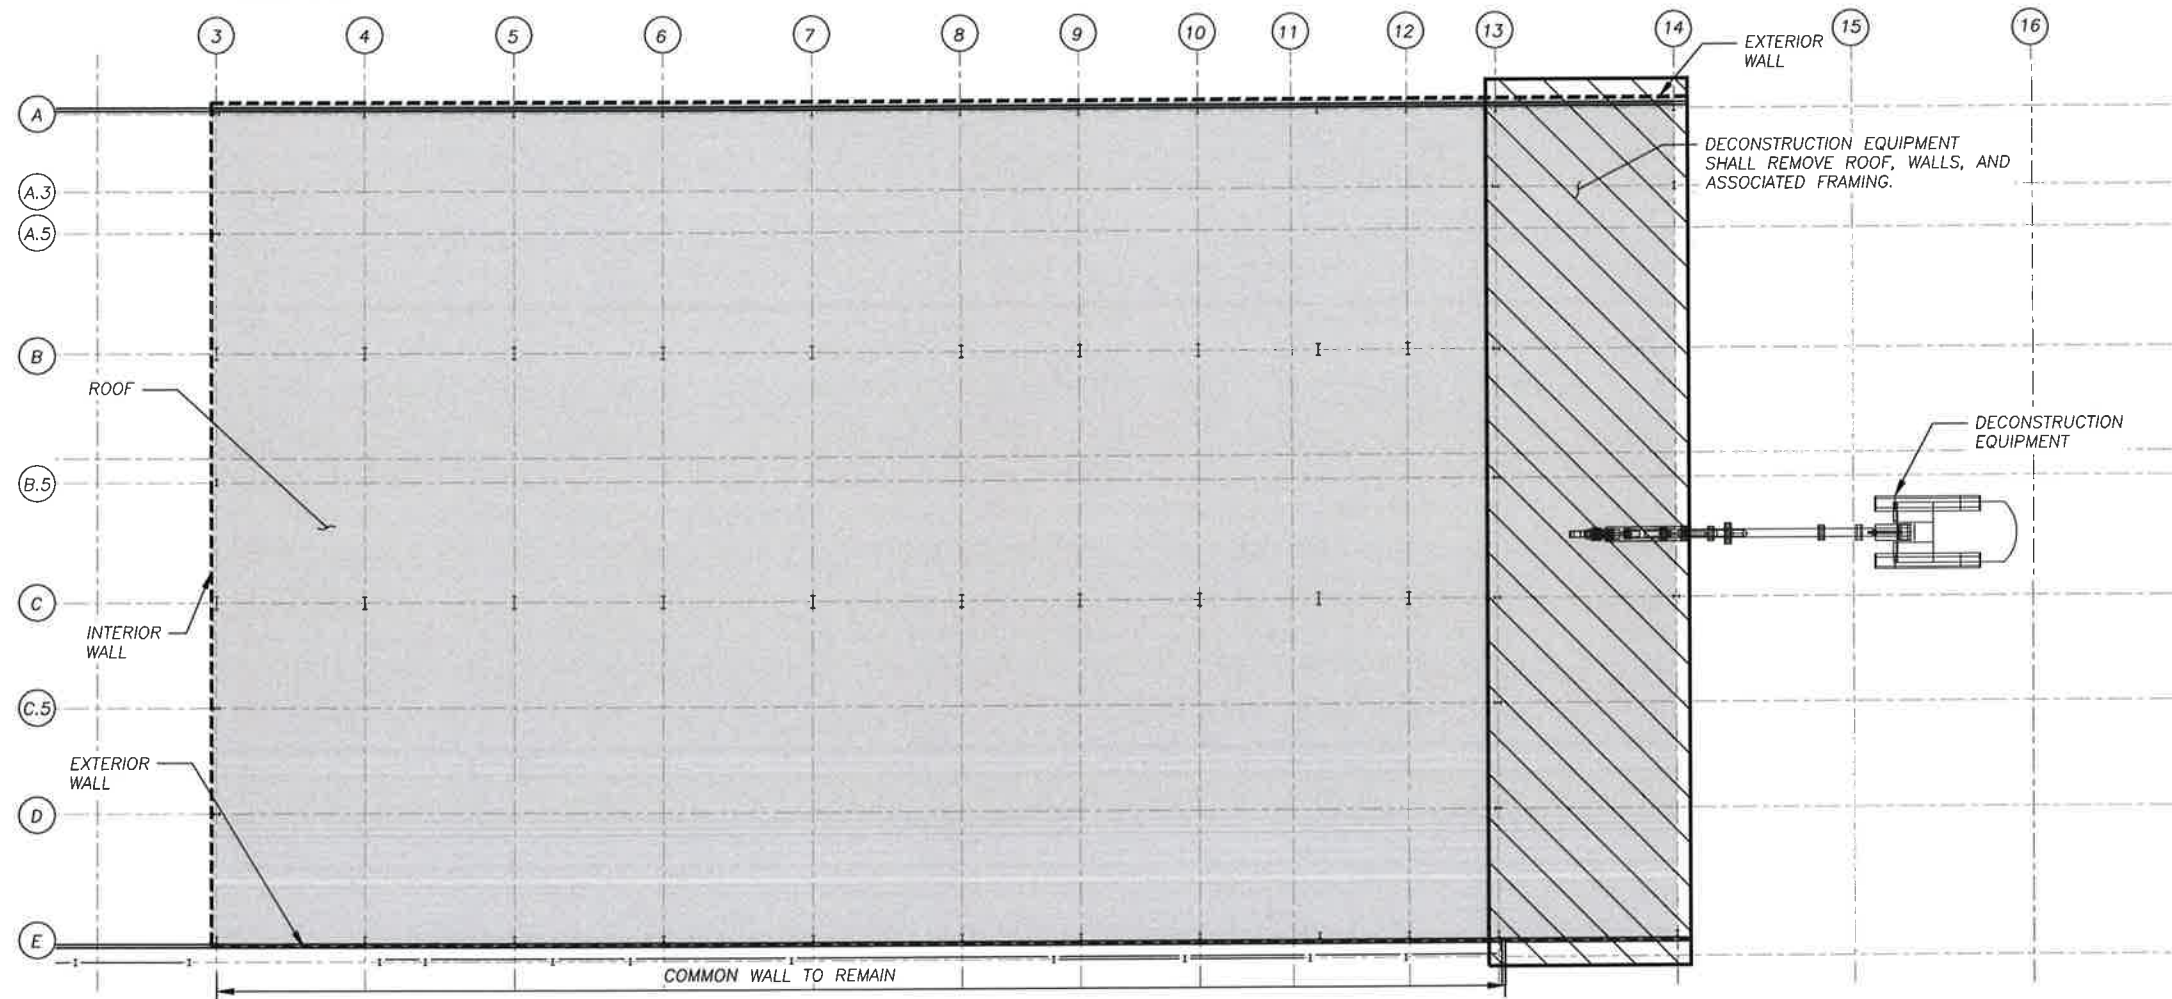 3 4 5 6 7 8 9 10 11 12 13 14 15 16
EXTERIOR
WALL
A
DECONSTRUCTION EQUIPMENT
SHALL REMOVE ROOF, WALLS, AND
ASSOCIATED FRAMING.
A.3
A.5
B
ROOF
DECONSTRUCTION
EQUIPMENT
B.5
C
INTERIOR
WALL
C.5
EXTERIOR
WALL
D
E
COMMON WALL TO REMAIN